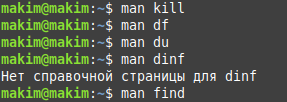 makim@makim:~$ man kill
makim@makim:~$ man df
makim@makim:~$ man du
makim@makim:~$ man dinf
Нет справочной страницы для dinf
makim@makim:~$ man find